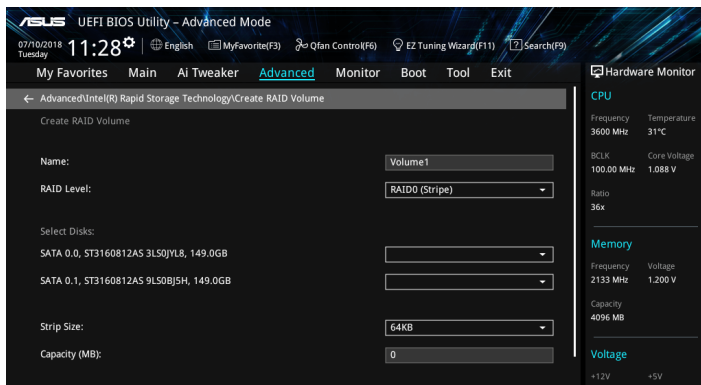 ASUS UEFI BIOS Utility – Advanced Mode
07/10/2018 Tuesday 11:28 English MyFavorite(F3) Qfan Control(F6) EZ Tuning Wizard(F11) ? Search(F9)
My Favorites Main Ai Tweaker Advanced Monitor Boot Tool Exit
← Advanced\Intel(R) Rapid Storage Technology\Create RAID Volume
Create RAID Volume
Name: Volume1
RAID Level: RAID0 (Stripe)
Select Disks:
SATA 0.0, ST3160812AS 3LS0JYL8, 149.0GB
SATA 0.1, ST3160812AS 9LS0BJ5H, 149.0GB
Strip Size: 64KB
Capacity (MB): 0
Hardware Monitor
CPU
Frequency Temperature
3600 MHz 31°C
BCLK Core Voltage
100.00 MHz 1.088 V
Ratio
36x
Memory
Frequency Voltage
2133 MHz 1.200 V
Capacity
4096 MB
Voltage
+12V +5V